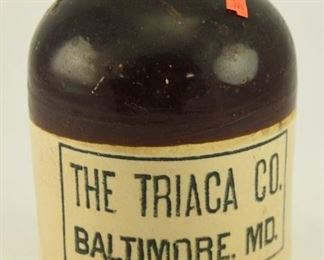 THE TRIACA CO.
BALTIMORE, MD.